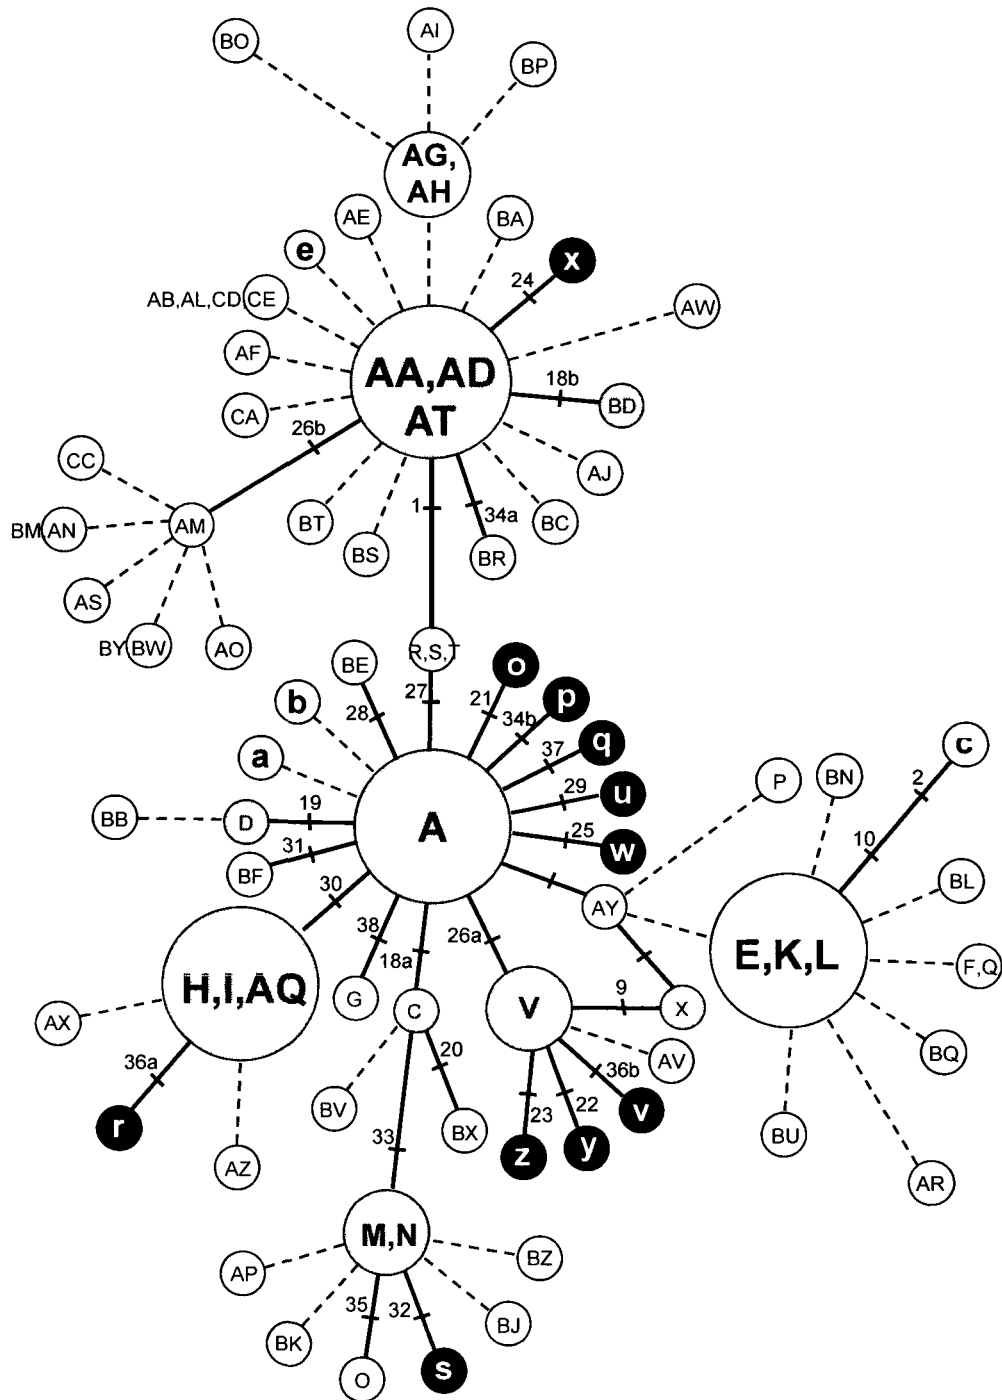 BO
AI
BP
AG,
AH
AE
BA
e
x
24
AB,AL,CD,CE
AW
AF
AA,AD
AT
18b
BD
CA
26b
CC
AJ
1
34a
BT
BC
BM,AN
AM
BS
BR
AS
BY,BW
AO
R,S,T
BE
o
27
21
b
28
34b
p
37
q
a
c
2
P
BN
29
u
BB
D
19
A
25
w
31
10
BF
30
BL
AY
38
18a
26a
E,K,L
F,Q
H,I,AQ
G
C
V
9
X
AX
20
AV
BQ
36a
36b
BV
23
22
v
r
BX
BU
33
z
y
AZ
AR
M,N
AP
BZ
35
32
BK
BJ
O
s